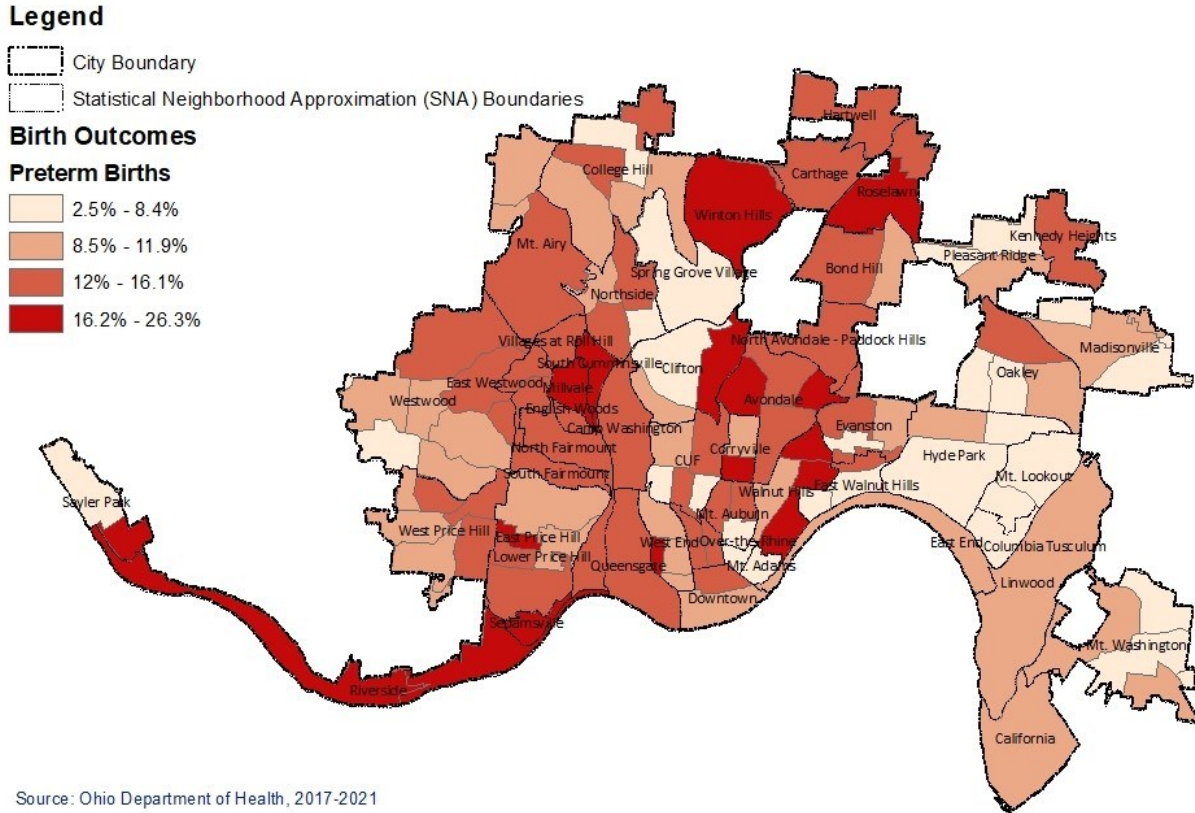 Legend
City Boundary
Statistical Neighborhood Approximation (SNA) Boundaries
Birth Outcomes
Preterm Births
2.5% - 8.4%
8.5% - 11.9%
12% - 16.1%
16.2% - 26.3%
Hartwell
College Hill
Carthage
Roselawn
Winton Hills
Kennedy Heights
Mt. Airy
Pleasant Ridge
Spring Grove Village
Bond Hill
Northside
Villages at Roll Hill
North Avondale - Paddock Hills
Madisonville
South Cumminsville
Clifton
Oakley
East Westwood
Millvale
Westwood
Avondale
English Woods
Camp Washington
Evanston
North Fairmount
Corryville
Hyde Park
CUF
South Fairmount
Mt. Lookout
East Walnut Hills
Walnut Hills
Sayler Park
Mt. Auburn
West Price Hill
East Price Hill
West End
Over-the-Rhine
East End
Columbia Tusculum
Lower Price Hill
Queensgate
Mt. Adams
Linwood
Downtown
Sedamsville
Mt. Washington
Riverside
California
Source: Ohio Department of Health, 2017-2021